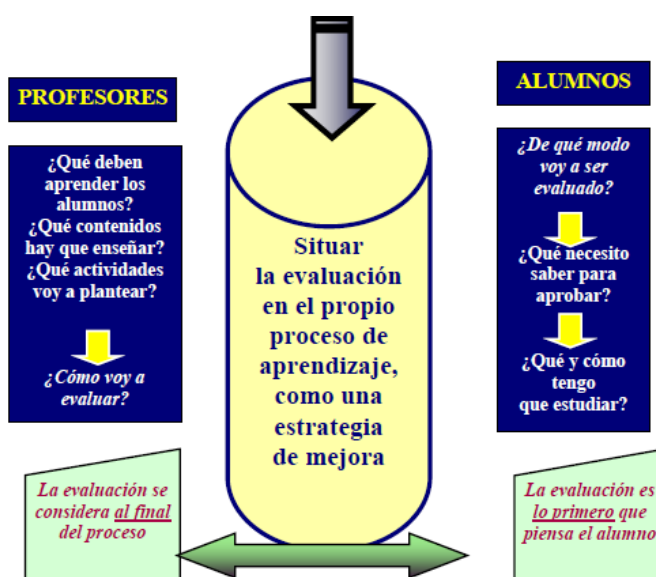 PROFESORES
¿Qué deben
aprender los
alumnos?
¿Qué contenidos
hay que enseñar?
¿Qué actividades
voy a plantear?
¿Cómo voy a
evaluar?
La evaluación se
considera al final
del proceso
Situar
la evaluación
en el propio
proceso de
aprendizaje,
como una
estrategia
de mejora
ALUMNOS
¿De qué modo
voy a ser
evaluado?
¿Qué necesito
saber para
aprobar?
¿Qué y cómo
tengo
que estudiar?
La evaluación es
lo primero que
piensa el alumno